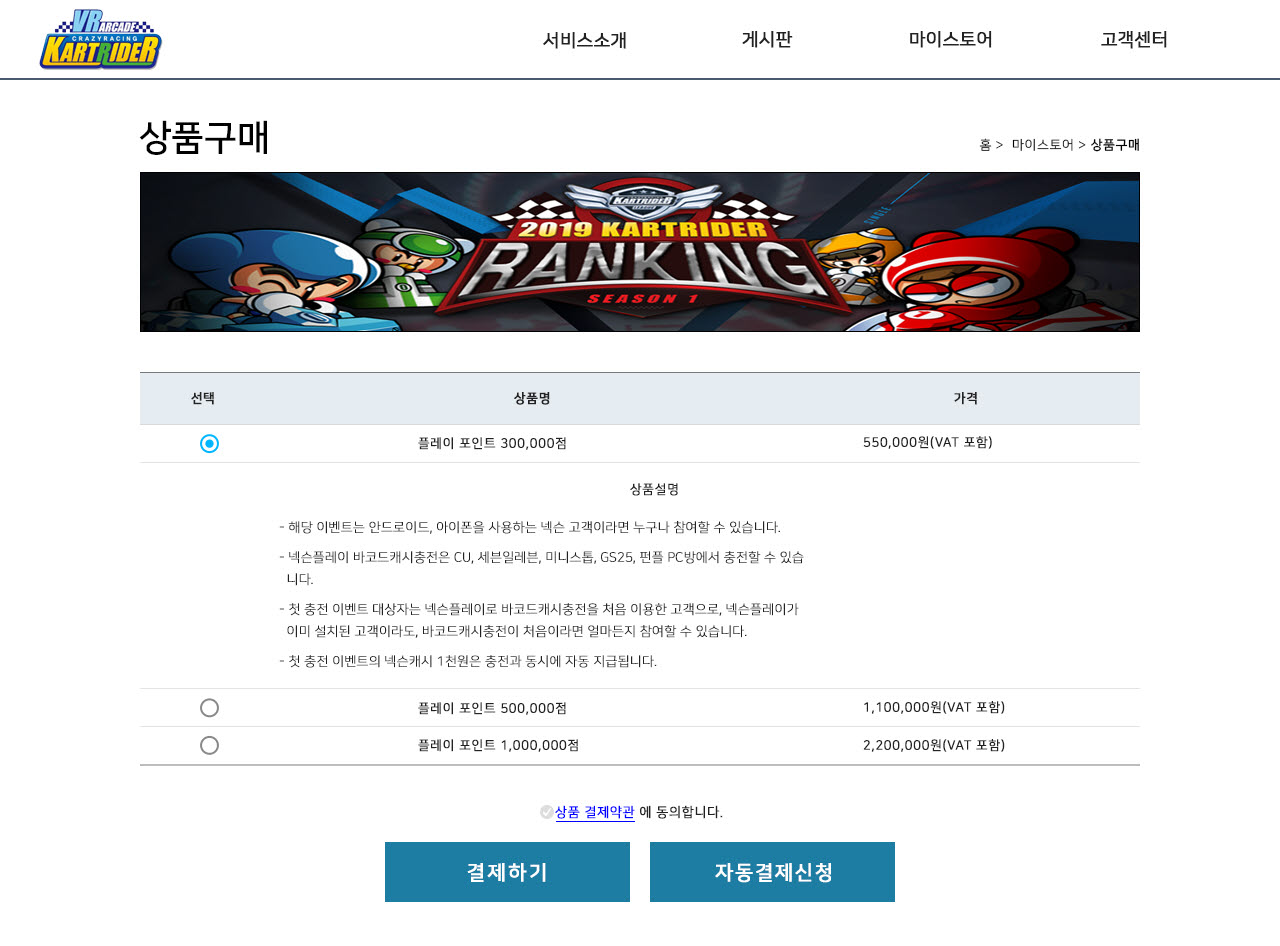 VR ARCADE
CRAZYRACING
KARTRIDER
서비스소개 게시판 마이스토어 고객센터
상품구매
홈 > 마이스토어 > 상품구매
KARTRIDER
LEAGUE
SINGLE
2019 KARTRIDER
RANKING
SEASON 1
선택 상품명 가격
플레이 포인트 300,000점 550,000원(VAT 포함)
상품설명
- 해당 이벤트는 안드로이드, 아이폰을 사용하는 넥슨 고객이라면 누구나 참여할 수 있습니다.
- 넥슨플레이 바코드캐시충전은 CU, 세븐일레븐, 미니스톱, GS25, 펀플 PC방에서 충전할 수 있습
니다.
- 첫 충전 이벤트 대상자는 넥슨플레이로 바코드캐시충전을 처음 이용한 고객으로, 넥슨플레이가
이미 설치된 고객이라도, 바코드캐시충전이 처음이라면 얼마든지 참여할 수 있습니다.
- 첫 충전 이벤트의 넥슨캐시 1천원은 충전과 동시에 자동 지급됩니다.
플레이 포인트 500,000점 1,100,000원(VAT 포함)
플레이 포인트 1,000,000점 2,200,000원(VAT 포함)
상품 결제약관 에 동의합니다.
결제하기 자동결제신청